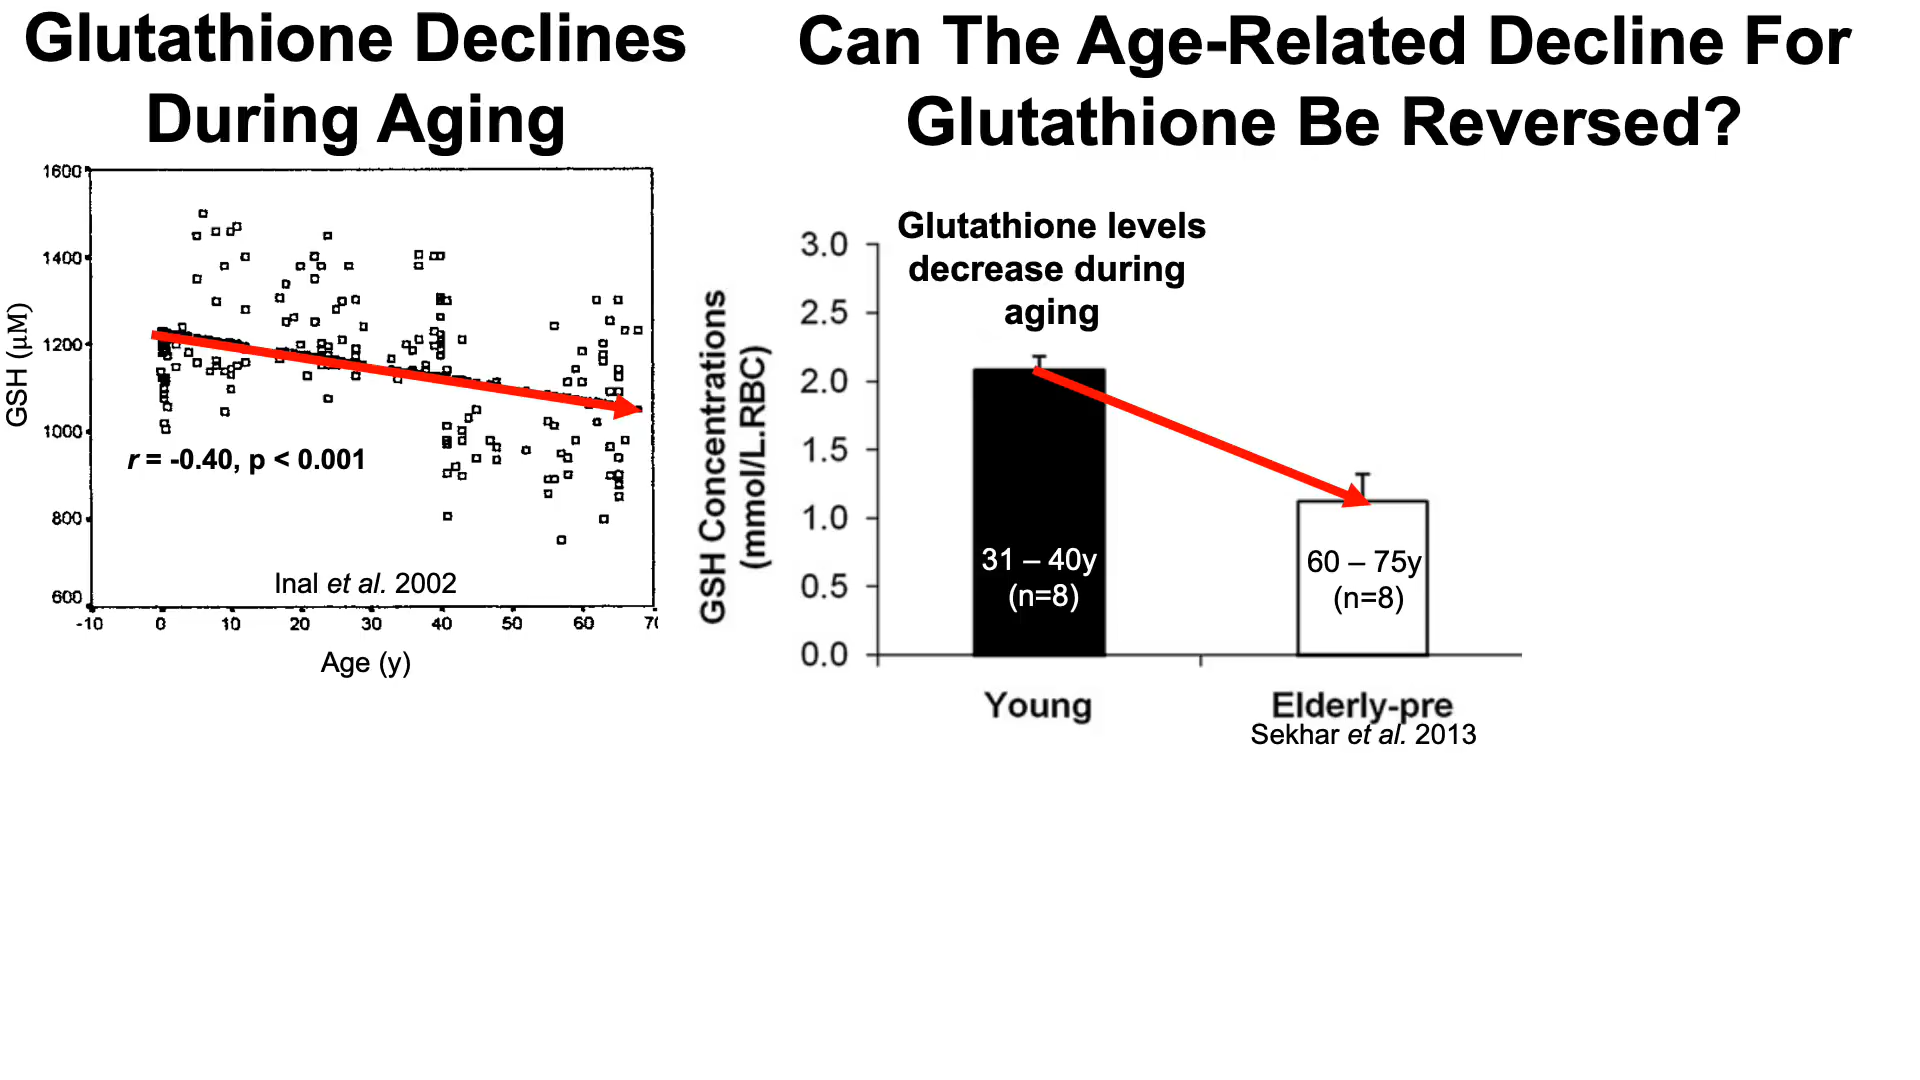 Glutathione Declines
During Aging
1600
1400
1200
1000
800
600
GSH (µM)
r = -0.40, p < 0.001
Inal et al. 2002
-10 0 10 20 30 40 50 60 70
Age (y)
Can The Age-Related Decline For
Glutathione Be Reversed?
Glutathione levels
decrease during
aging
3.0
2.5
2.0
1.5
1.0
0.5
0.0
GSH Concentrations
(mmol/L.RBC)
31 – 40y
(n=8)
60 – 75y
(n=8)
Young
Elderly-pre
Sekhar et al. 2013